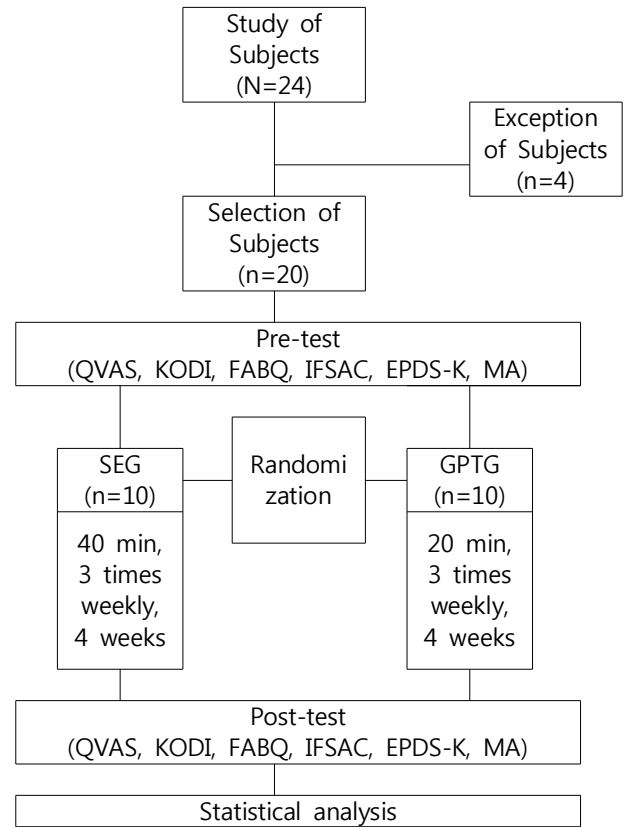 Study of
Subjects
(N=24)
Exception
of Subjects
(n=4)
Selection of
Subjects
(n=20)
Pre-test
(QVAS, KODI, FABQ, IFSAC, EPDS-K, MA)
SEG
(n=10)
Randomi
zation
GPTG
(n=10)
40 min,
3 times
weekly,
4 weeks
20 min,
3 times
weekly,
4 weeks
Post-test
(QVAS, KODI, FABQ, IFSAC, EPDS-K, MA)
Statistical analysis